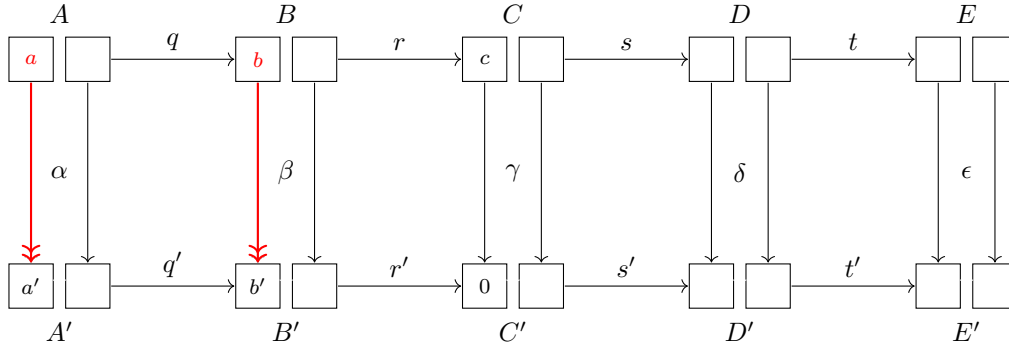 A B C D E
a q b r c s t
α β γ δ ϵ
a′ q′ b′ r′ 0 s′ t′
A′ B′ C′ D′ E′